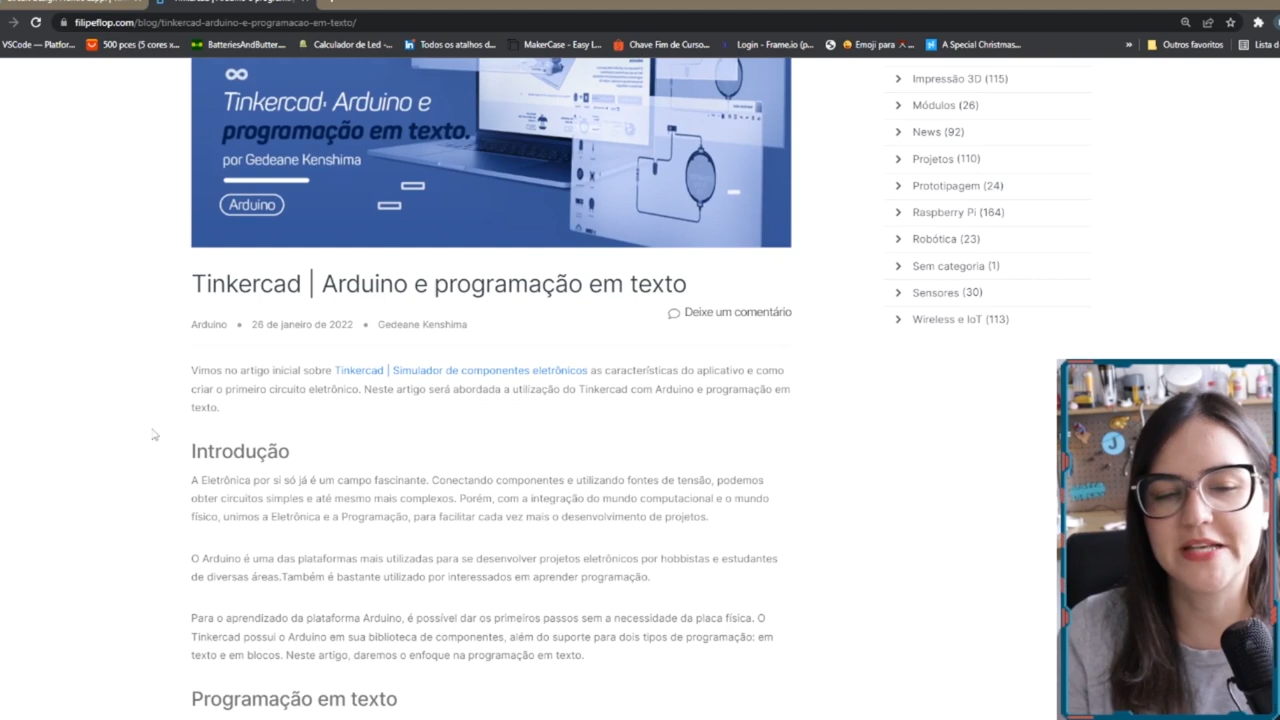 filipeflop.com/blog/tinkercad-arduino-e-programacao-em-texto/
VSCode — Platfor...
500 pces (5 cores x...
BatteriesAndButter...
Calculador de Led -...
Todos os atalhos d...
MakerCase - Easy L...
Chave Fim de Curso...
Login - Frame.io (p...
Emoji para
A Special Christmas...
»
Outros favoritos
Lista d
Tinkercad: Arduino e
programação em texto.
por Gedeane Kenshima
Arduino
Tinkercad | Arduino e programação em texto
Deixe um comentário
Arduino • 26 de janeiro de 2022 • Gedeane Kenshima
Vimos no artigo inicial sobre Tinkercad | Simulador de componentes eletrônicos as características do aplicativo e como
criar o primeiro circuito eletrônico. Neste artigo será abordada a utilização do Tinkercad com Arduino e programação em
texto.
Introdução
A Eletrônica por si só já é um campo fascinante. Conectando componentes e utilizando fontes de tensão, podemos
obter circuitos simples e até mesmo mais complexos. Porém, com a integração do mundo computacional e o mundo
físico, unimos a Eletrônica e a Programação, para facilitar cada vez mais o desenvolvimento de projetos.
O Arduino é uma das plataformas mais utilizadas para se desenvolver projetos eletrônicos por hobbistas e estudantes
de diversas áreas.Também é bastante utilizado por interessados em aprender programação.
Para o aprendizado da plataforma Arduino, é possível dar os primeiros passos sem a necessidade da placa física. O
Tinkercad possui o Arduino em sua biblioteca de componentes, além do suporte para dois tipos de programação: em
texto e em blocos. Neste artigo, daremos o enfoque na programação em texto.
Programação em texto
Impressão 3D (115)
Módulos (26)
News (92)
Projetos (110)
Prototipagem (24)
Raspberry Pi (164)
Robótica (23)
Sem categoria (1)
Sensores (30)
Wireless e IoT (113)